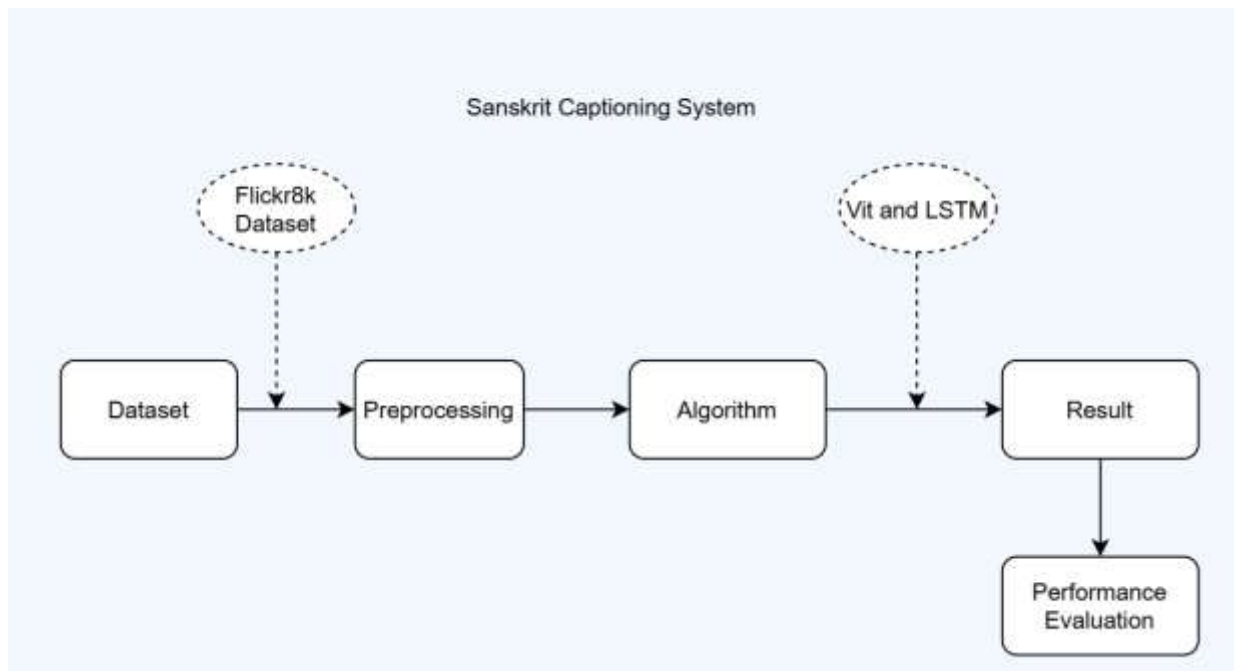 Sanskrit Captioning System
Flickr8k
Dataset
Vit and LSTM
Dataset
Preprocessing
Algorithm
Result
Performance
Evaluation